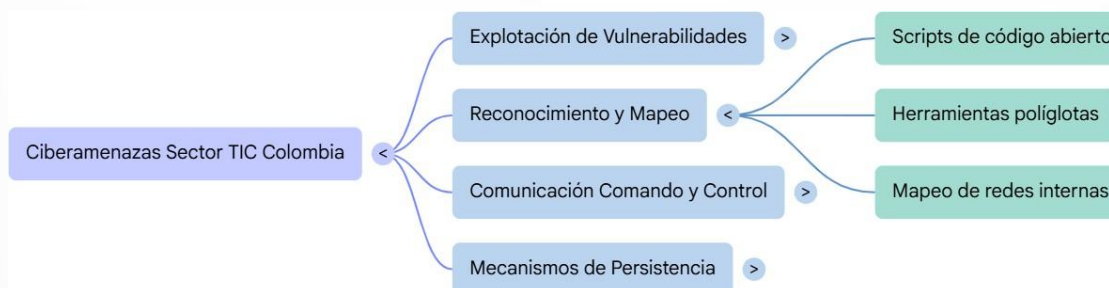 Ciberamenazas Sector TIC Colombia
<
Explotación de Vulnerabilidades
>
Reconocimiento y Mapeo
<
Comunicación Comando y Control
>
Mecanismos de Persistencia
>
Scripts de código abierto
Herramientas políglotas
Mapeo de redes internas